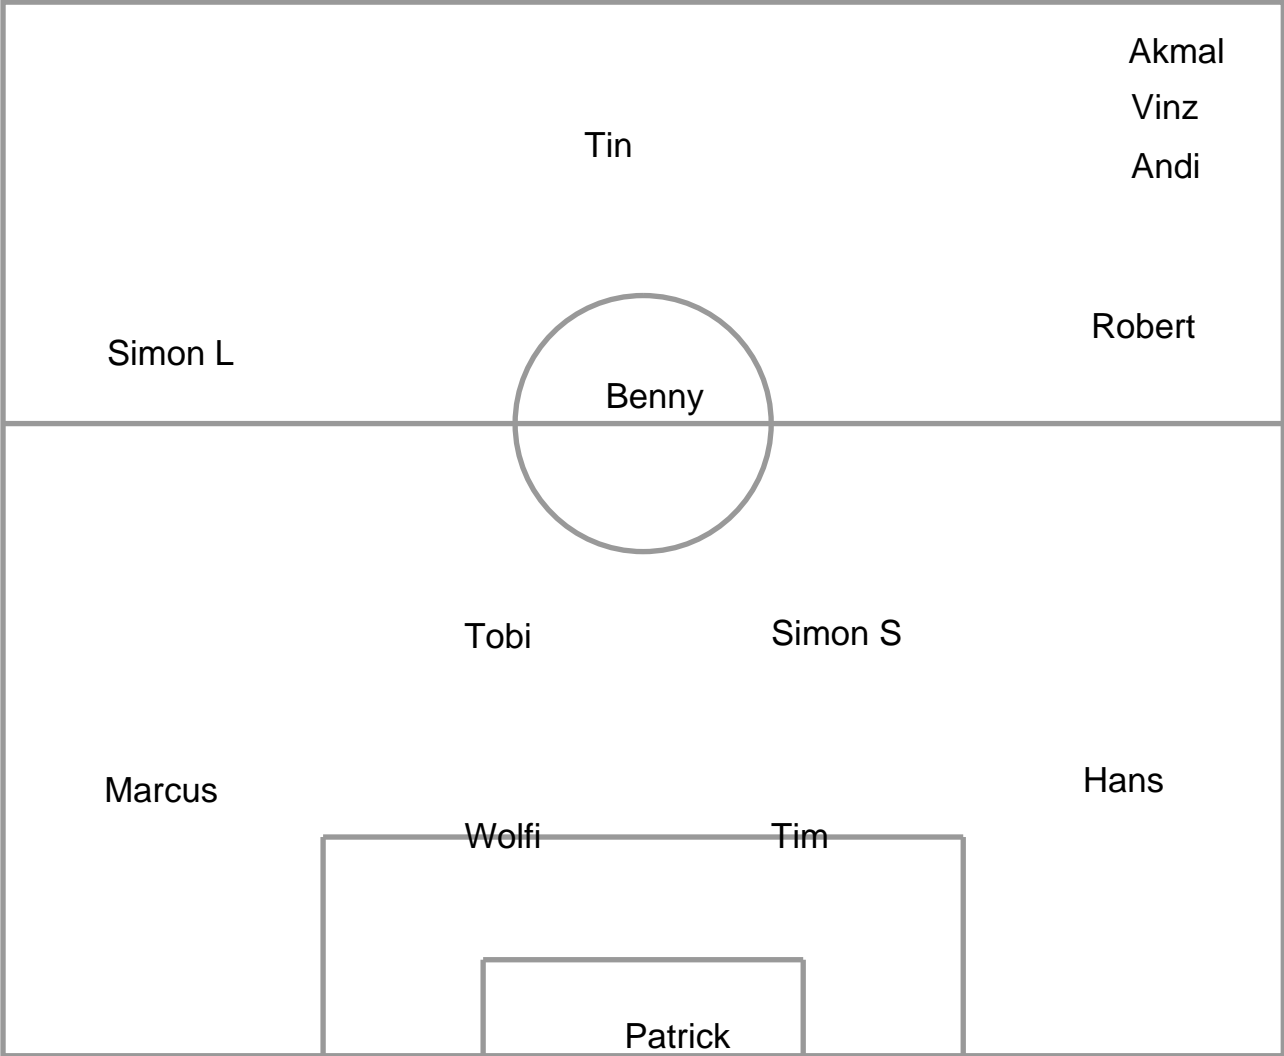 Akmal
Vinz
Tin
Andi
Robert
Simon L
Benny
Tobi
Simon S
Marcus
Hans
Wolfi
Tim
Patrick